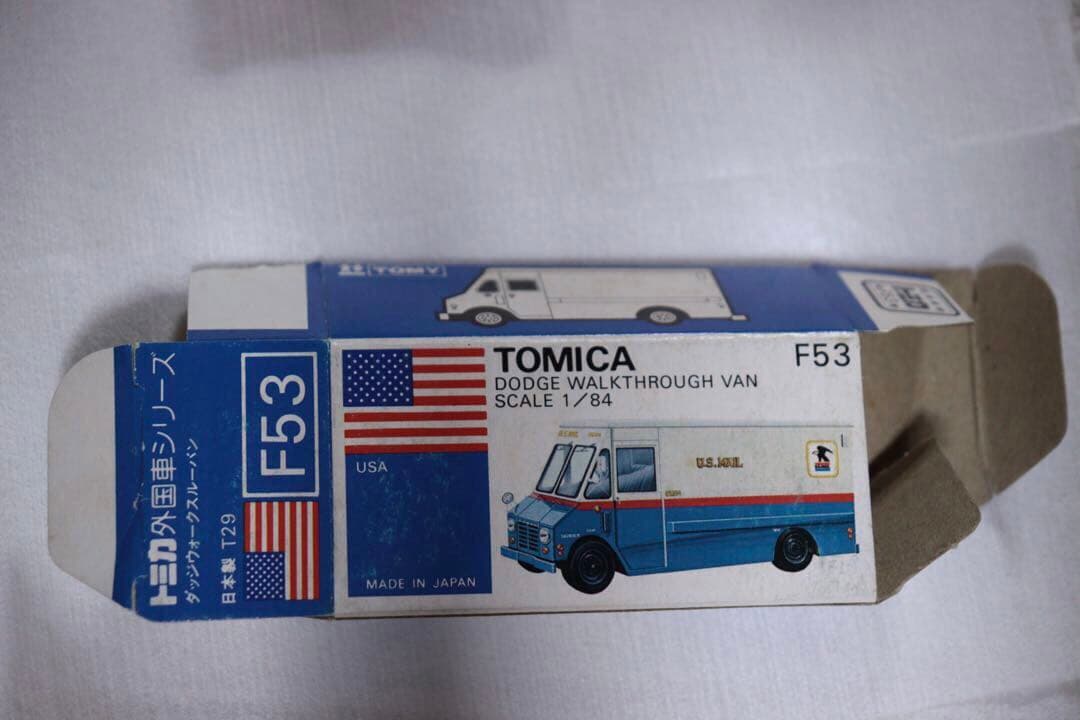 TOMY
トミカ外国車シリーズ
ダッジウォークスルーバン
日本製 T29
F53
TOMICA
DODGE WALKTHROUGH VAN
SCALE 1/84
F53
USA
MADE IN JAPAN
U.S. MAIL